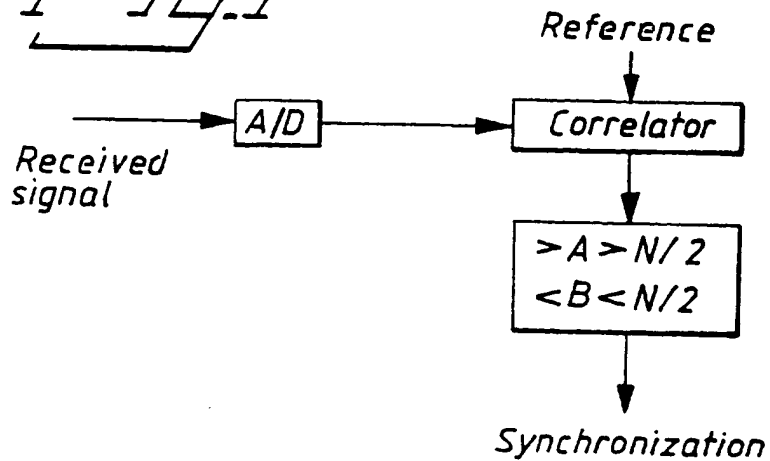 Reference
A/D
Correlator
Received
signal
>A>N/2
<B<N/2
Synchronization